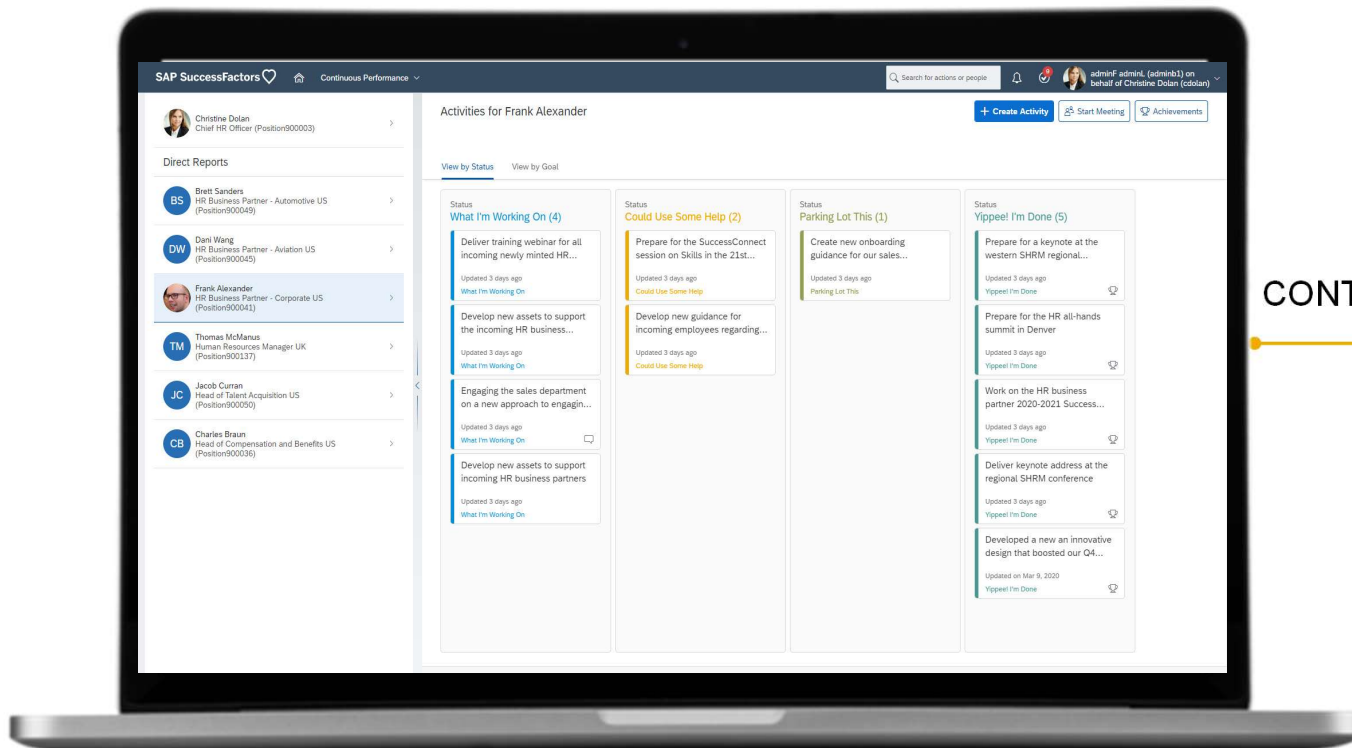 SAP SuccessFactors
Continuous Performance
Search for actions or people
9
adminF adminL (adminb1) on
behalf of Christine Dolan (cdolan)
Christine Dolan
Chief HR Officer (Position900003)
Direct Reports
BS
Brett Sanders
HR Business Partner - Automotive US
(Position900049)
DW
Dani Wang
HR Business Partner - Aviation US
(Position900045)
Frank Alexander
HR Business Partner - Corporate US
(Position900041)
TM
Thomas McManus
Human Resources Manager UK
(Position900137)
JC
Jacob Curran
Head of Talent Acquisition US
(Position900050)
CB
Charles Braun
Head of Compensation and Benefits US
(Position900036)
Activities for Frank Alexander
+ Create Activity
Start Meeting
Achievements
View by Status
View by Goal
Status
What I'm Working On (4)
Deliver training webinar for all
incoming newly minted HR...
Updated 3 days ago
What I'm Working On
Develop new assets to support
the incoming HR business...
Updated 3 days ago
What I'm Working On
Engaging the sales department
on a new approach to engagin...
Updated 3 days ago
What I'm Working On
Develop new assets to support
incoming HR business partners
Updated 3 days ago
What I'm Working On
Status
Could Use Some Help (2)
Prepare for the SuccessConnect
session on Skills in the 21st...
Updated 3 days ago
Could Use Some Help
Develop new guidance for
incoming employees regarding...
Updated 3 days ago
Could Use Some Help
Status
Parking Lot This (1)
Create new onboarding
guidance for our sales...
Updated 3 days ago
Parking Lot This
Status
Yippee! I'm Done (5)
Prepare for a keynote at the
western SHRM regional...
Updated 3 days ago
Yippee! I'm Done
Prepare for the HR all-hands
summit in Denver
Updated 3 days ago
Yippee! I'm Done
Work on the HR business
partner 2020-2021 Success...
Updated 3 days ago
Yippee! I'm Done
Deliver keynote address at the
regional SHRM conference
Updated 3 days ago
Yippee! I'm Done
Developed a new an innovative
design that boosted our Q4...
Updated on Mar 9, 2020
Yippee! I'm Done
CONT